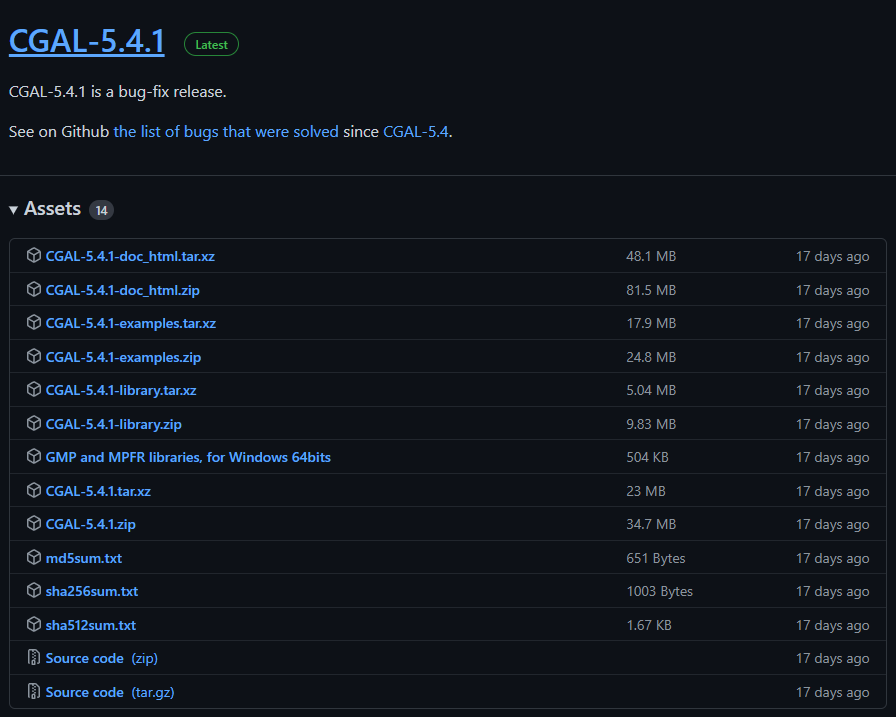 CGAL-5.4.1 Latest
CGAL-5.4.1 is a bug-fix release.
See on Github the list of bugs that were solved since CGAL-5.4.
Assets 14
CGAL-5.4.1-doc_html.tar.xz 48.1 MB 17 days ago
CGAL-5.4.1-doc_html.zip 81.5 MB 17 days ago
CGAL-5.4.1-examples.tar.xz 17.9 MB 17 days ago
CGAL-5.4.1-examples.zip 24.8 MB 17 days ago
CGAL-5.4.1-library.tar.xz 5.04 MB 17 days ago
CGAL-5.4.1-library.zip 9.83 MB 17 days ago
GMP and MPFR libraries, for Windows 64bits 504 KB 17 days ago
CGAL-5.4.1.tar.xz 23 MB 17 days ago
CGAL-5.4.1.zip 34.7 MB 17 days ago
md5sum.txt 651 Bytes 17 days ago
sha256sum.txt 1003 Bytes 17 days ago
sha512sum.txt 1.67 KB 17 days ago
Source code (zip) 17 days ago
Source code (tar.gz) 17 days ago